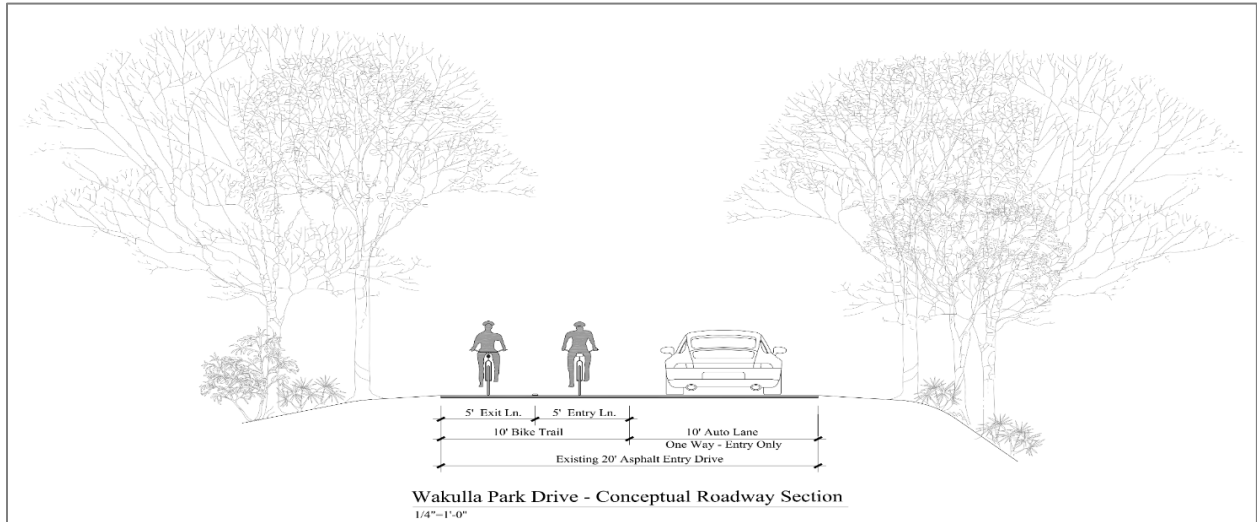 5' Exit Ln. 5' Entry Ln.
10' Bike Trail 10' Auto Lane
One Way - Entry Only
Existing 20' Asphalt Entry Drive
Wakulla Park Drive - Conceptual Roadway Section
1/4"=1'-0"